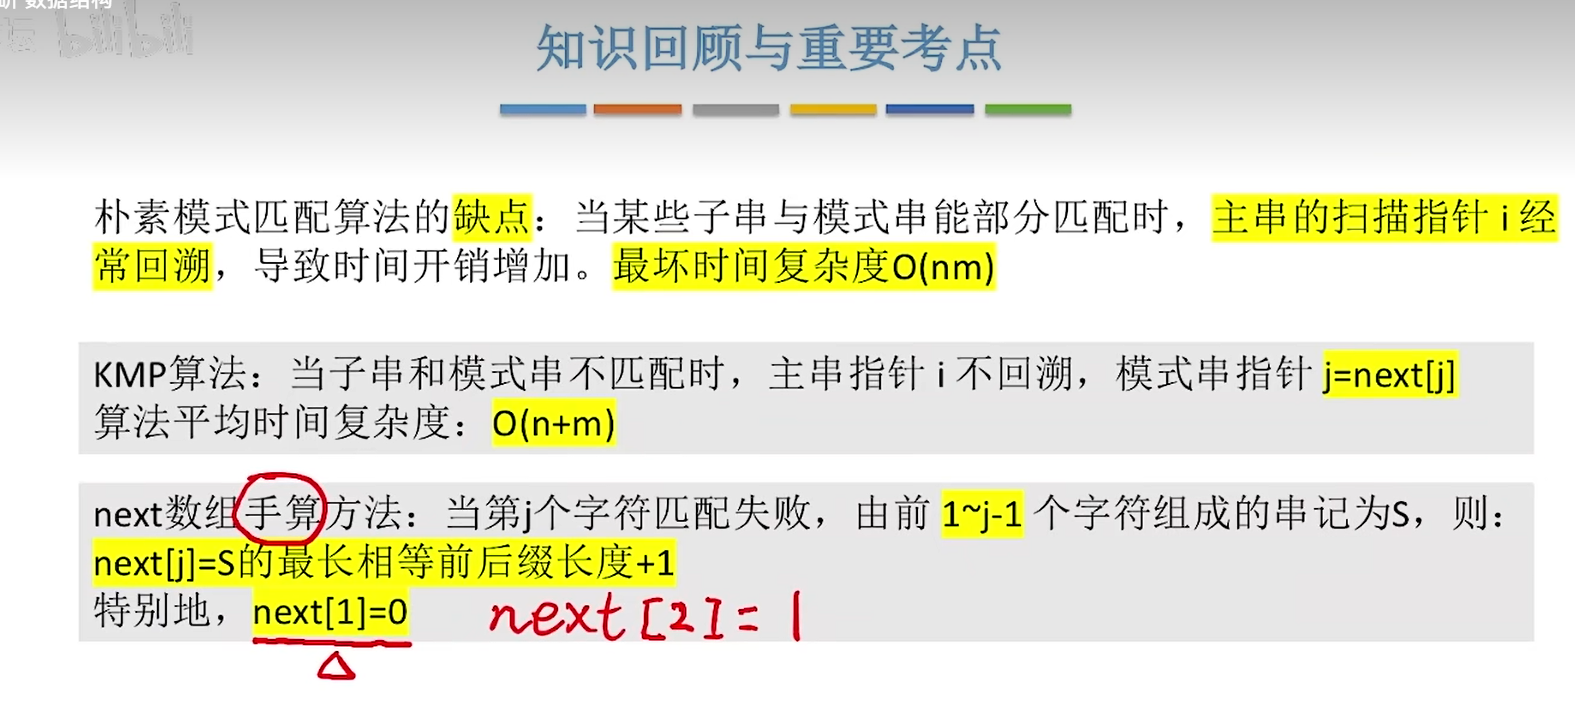 研 数据结构
bilibili
知识回顾与重要考点
朴素模式匹配算法的缺点：当某些子串与模式串能部分匹配时，主串的扫描指针 i 经
常回溯，导致时间开销增加。最坏时间复杂度O(nm)
KMP算法：当子串和模式串不匹配时，主串指针 i 不回溯，模式串指针 j=next[j]
算法平均时间复杂度：O(n+m)
next数组手算方法：当第j个字符匹配失败，由前 1~j-1 个字符组成的串记为S，则：
next[j]=S的最长相等前后缀长度+1
特别地，next[1]=0 next[2]=1